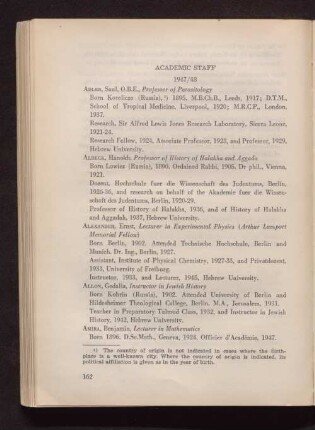 ACADEMIC STAFF
1947/48
ADLER, Saul, O.B.E., Professor of Parasitology
Born Korelicze (Russia), ¹) 1895. M.B.Ch.B., Leeds, 1917; D.T.M.,
School of Tropical Medicine, Liverpool, 1920; M.R.C.P., London,
1937.
Research, Sir Alfred Lewis Jones Research Laboratory, Sierra Leone,
1921-24.
Research Fellow, 1925, Associate Professor, 1928, and Professor, 1929,
Hebrew University.
ALBECK, Hanokh, Professor of History of Halakha and Aggada
Born Lowicz (Russia), 1890. Ordained Rabbi, 1905, Dr phil., Vienna,
1921.
Dozent, Hochschule fuer die Wissenschaft des Judentums, Berlin,
1926-36, and research on behalf of the Akademie fuer die Wissen-
schaft des Judentums, Berlin, 1920-29.
Professor of History of Halakha, 1936, and of History of Halakha
and Aggadah, 1937, Hebrew University.
ALEXANDER, Ernst, Lecturer in Experimental Physics (Arthur Lampert
Memorial Fellow)
Born Berlin, 1902. Attended Technische Hochschule, Berlin and
Munich. Dr. Ing., Berlin, 1927.
Assistant, Institute of Physical Chemistry, 1927-33, and Privatdozent,
1933, University of Freiburg.
Instructor, 1933, and Lecturer, 1945, Hebrew University.
ALLON, Gedalia, Instructor in Jewish History
Born Kobrin (Russia), 1902. Attended University of Berlin and
Hildesheimer Theological College, Berlin. M.A., Jerusalem, 1931.
Teacher in Preparatory Talmud Class, 1932, and Instructor in Jewish
History, 1942, Hebrew University.
AMIRA, Benjamin, Lecturer in Mathematics
Born 1896. D.Sc.Math., Geneva, 1924. Officier d'Académie, 1947.
¹) The country of origin is not indicated in cases where the birth-
place is a well-known city. Where the country of origin is indicated, its
political affiliation is given as in the year of birth.
162